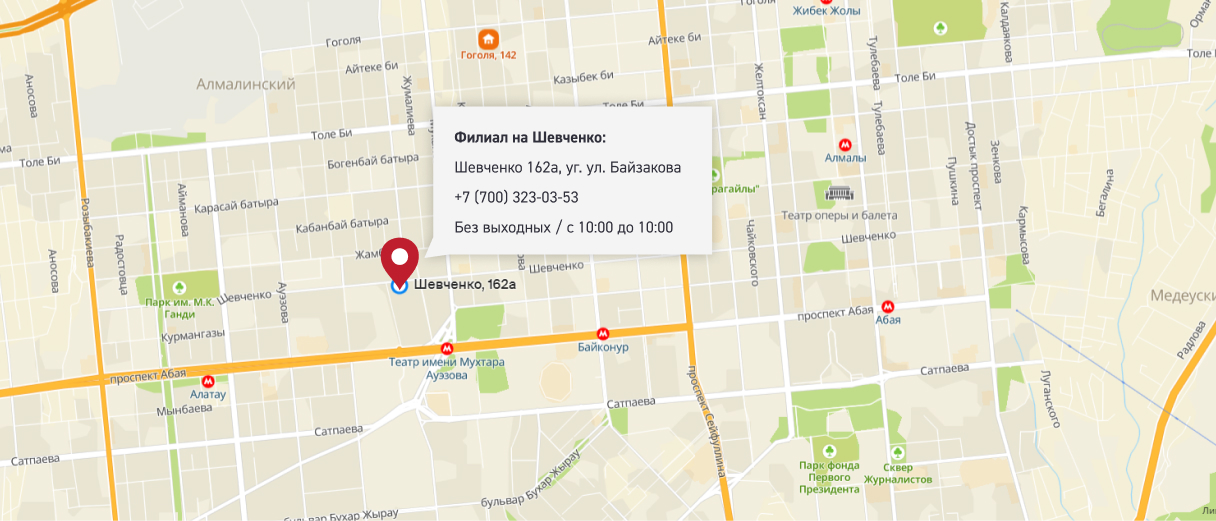 Жибек Жолы
Калдаякова
Гоголя
Гоголя, 142
Айтеке би
Тулебаева
Толе Би
Айтеке би
Казыбек би
Желтоксан
Аносова
Алмалинский
Жумалиева
Толе Би
Тулебаева
Толе Би
Толе Би
Богенбай батыра
Филиал на Шевченко:
Шевченко 162а, уг. ул. Байзакова
+7 (700) 323-03-53
Без выходных / с 10:00 до 10:00
Алмалы
Достык проспект
Зенкова
Пушкина
Бегалина
Айманова
Розыбакиева
Карасай батыра
Кабанбай батыра
Театр оперы и балета
Шевченко
Чайковского
Кармысова
Радостовца
Аносова
Шевченко
Шевченко, 162а
Парк им. М.К.
Ганди
Шевченко
Ауэзова
Курмангазы
Медеуски
проспект Абая
Абая
Радлова
Байконур
Театр имени Мухтара
Ауэзова
проспект Абая
Алатау
Мынбаева
Сатпаева
Сатпаева
Сатпаева
Сатпаева
проспект Сейфуллина
Луганского
Парк фонда
Первого
Президента
Сквер
Журналистов
бульвар Бухар Жырау
бульвар Бухар Жырау